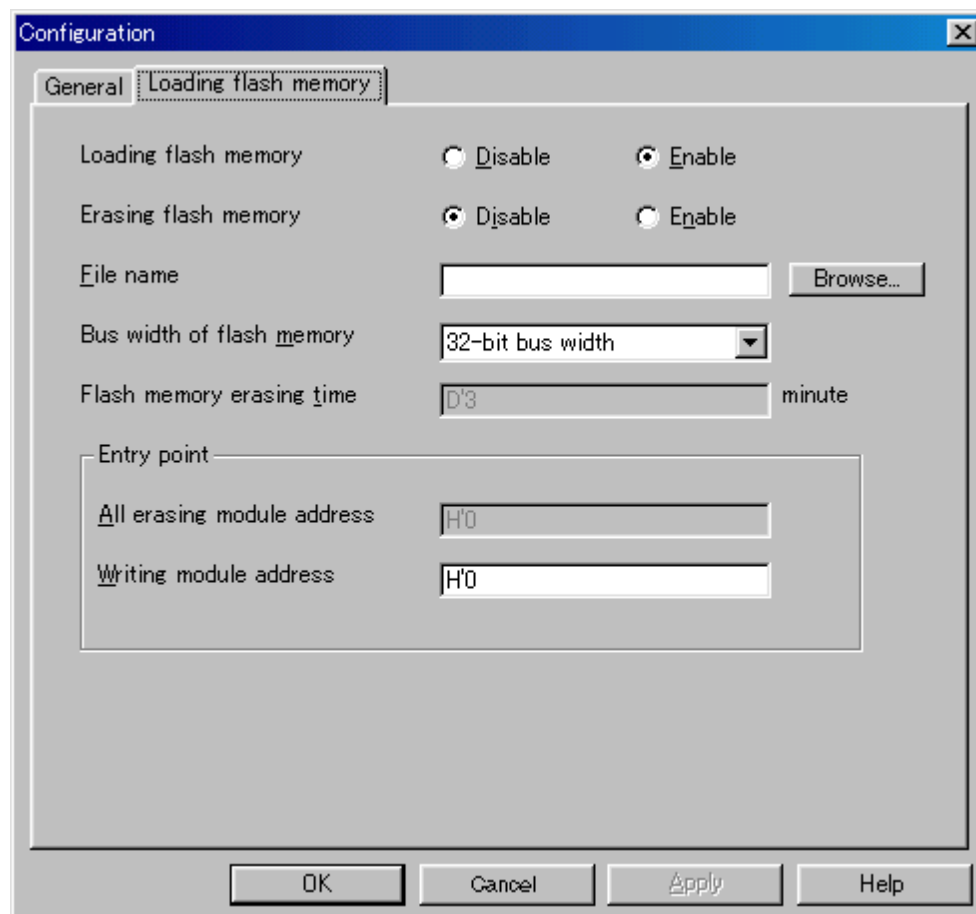 Configuration
General Loading flash memory
Loading flash memory Disable Enable
Erasing flash memory Disable Enable
File name Browse...
Bus width of flash memory 32-bit bus width
Flash memory erasing time D'3 minute
Entry point
All erasing module address H'0
Writing module address H'0
OK Cancel Apply Help